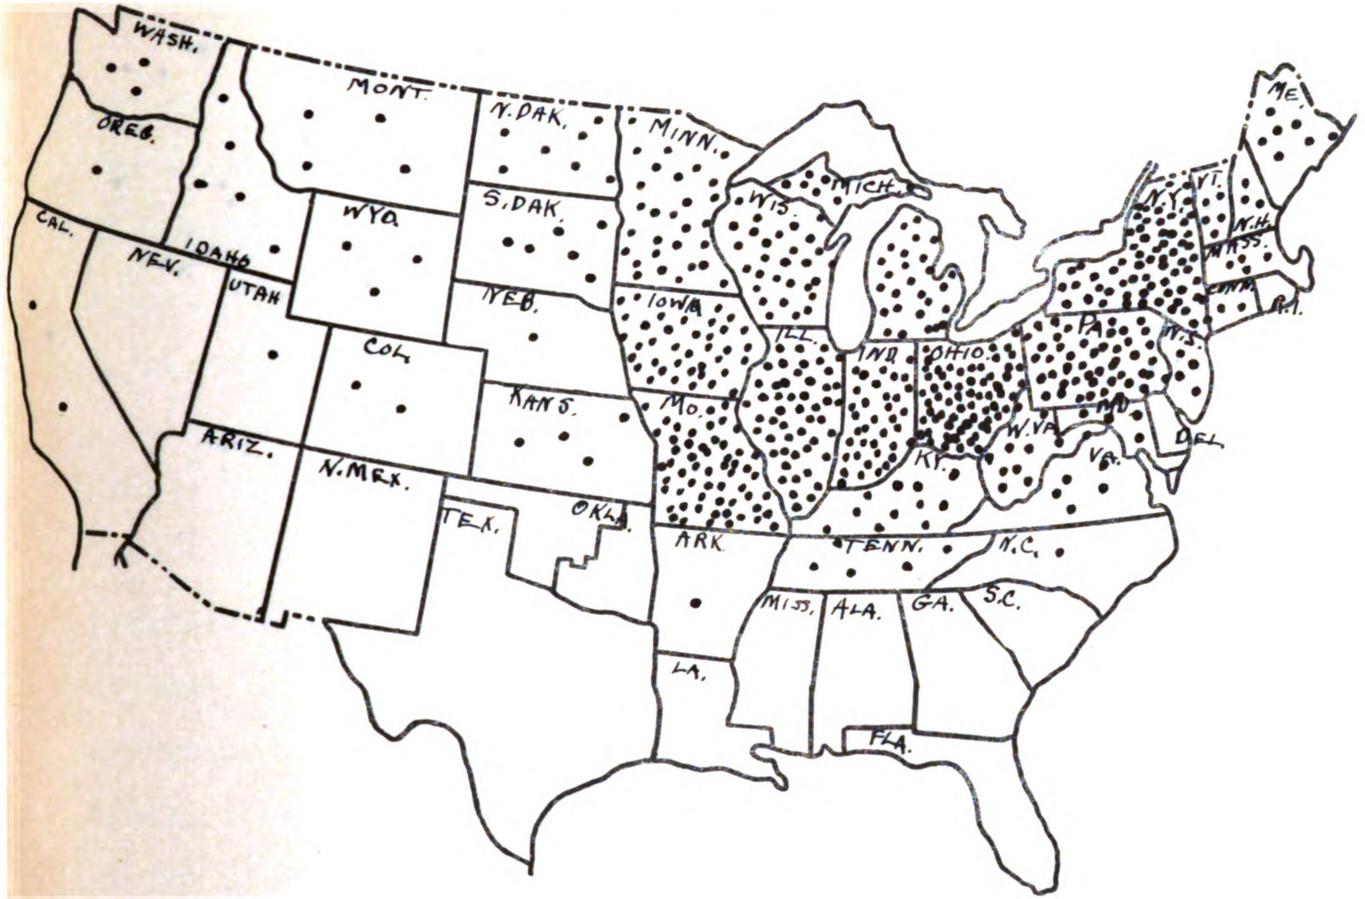 WASH.
MONT.
N.DAK.
MINN.
ME.
OREG.
IDAHO
WYO.
S.DAK.
WIS.
MICH.
N.Y.
VT.
N.H.
MASS.
CONN.
R.I.
CAL.
NEV.
UTAH
COL.
NEB.
IOWA
ILL.
IND.
OHIO.
PA.
N.J.
KANS.
MO.
KY.
W.VA.
MD.
DEL.
VA.
ARIZ.
N.MEX.
TEX.
OKLA.
ARK.
TENN.
N.C.
MISS.
ALA.
GA.
S.C.
LA.
FLA.